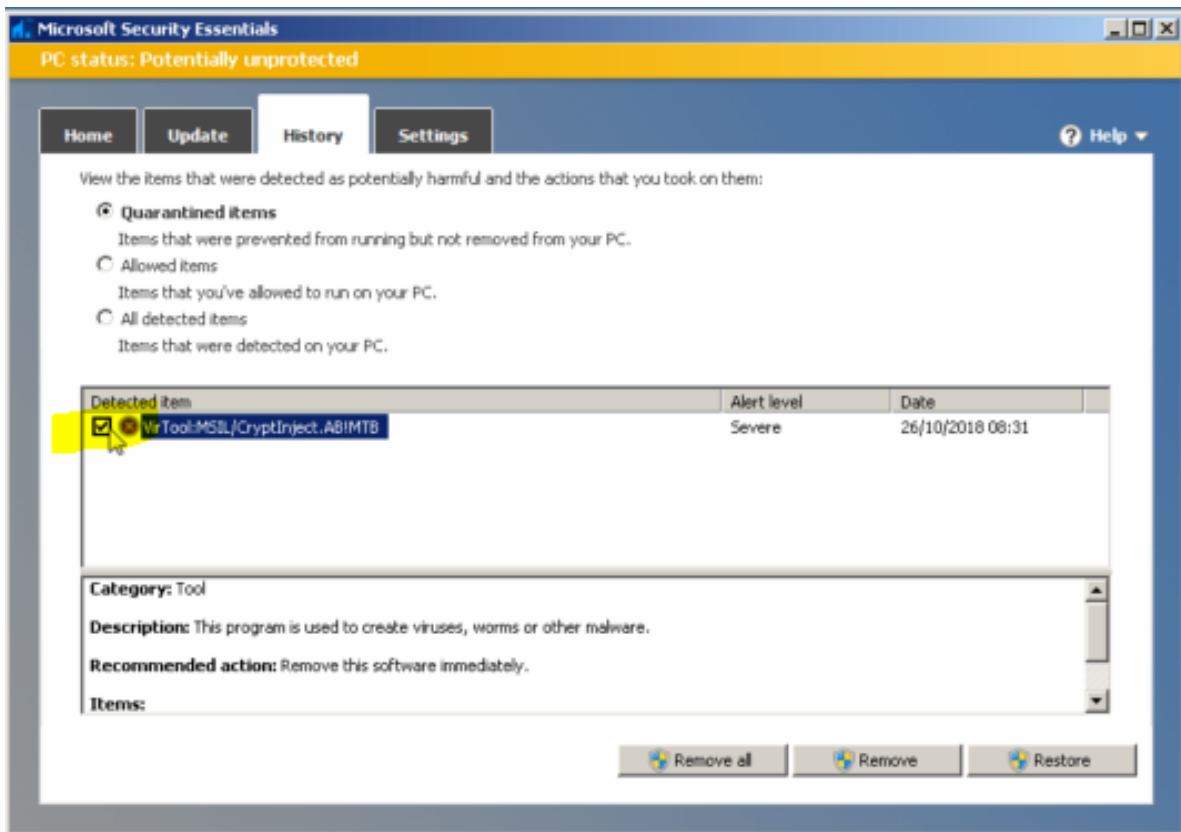 Microsoft Security Essentials
PC status: Potentially unprotected
Home Update History Settings Help
View the items that were detected as potentially harmful and the actions that you took on them:
Quarantined items
Items that were prevented from running but not removed from your PC.
Allowed items
Items that you've allowed to run on your PC.
All detected items
Items that were detected on your PC.
Detected item Alert level Date
VirTool:MSIL/CryptInject.AB!MTB Severe 26/10/2018 08:31
Category: Tool
Description: This program is used to create viruses, worms or other malware.
Recommended action: Remove this software immediately.
Items:
Remove all Remove Restore